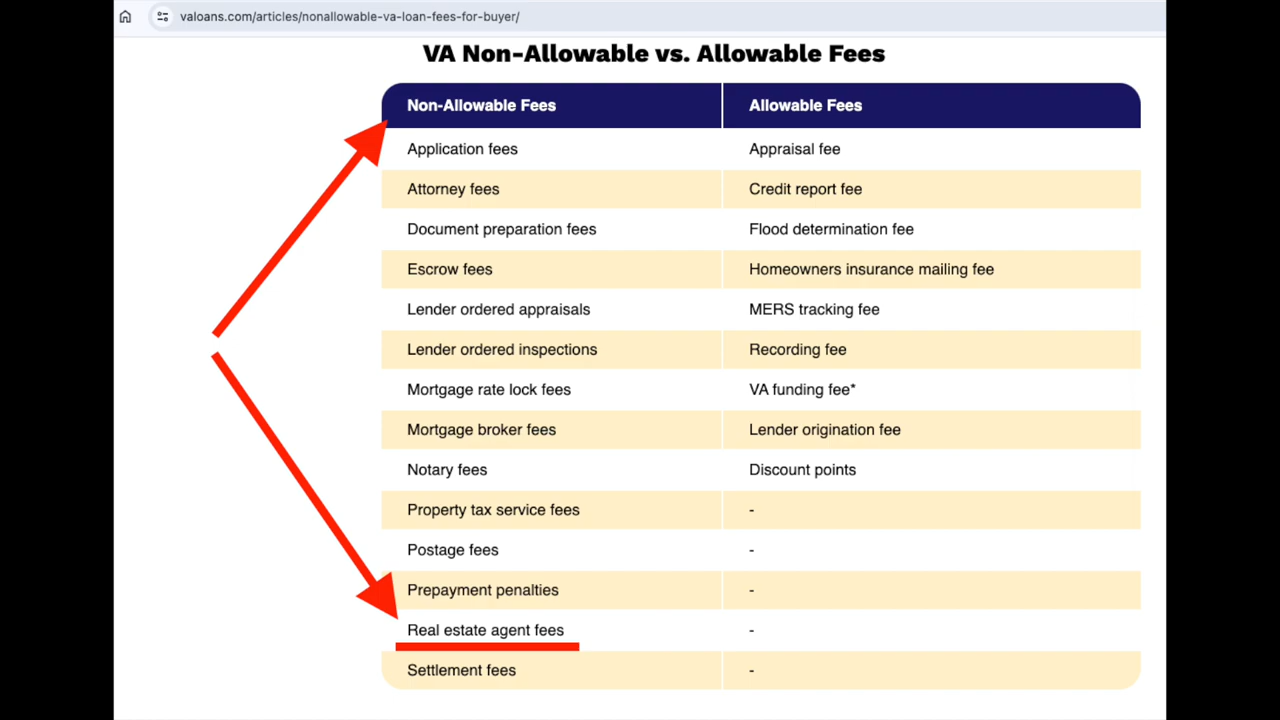 valoans.com/articles/nonallowable-va-loan-fees-for-buyer/
VA Non-Allowable vs. Allowable Fees
Non-Allowable Fees Allowable Fees
Application fees Appraisal fee
Attorney fees Credit report fee
Document preparation fees Flood determination fee
Escrow fees Homeowners insurance mailing fee
Lender ordered appraisals MERS tracking fee
Lender ordered inspections Recording fee
Mortgage rate lock fees VA funding fee*
Mortgage broker fees Lender origination fee
Notary fees Discount points
Property tax service fees -
Postage fees -
Prepayment penalties -
Real estate agent fees -
Settlement fees -